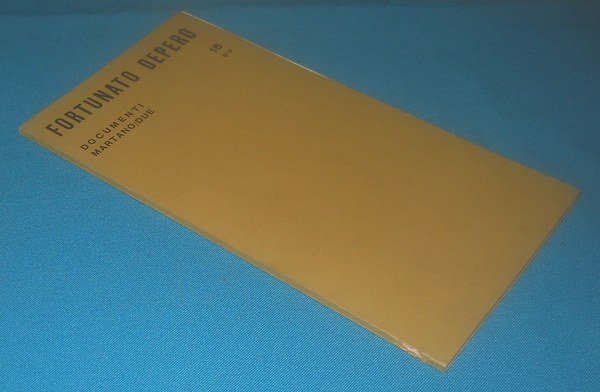 FORTUNATO DEPERO
16
DOCUMENTI
MARTANO/DUE